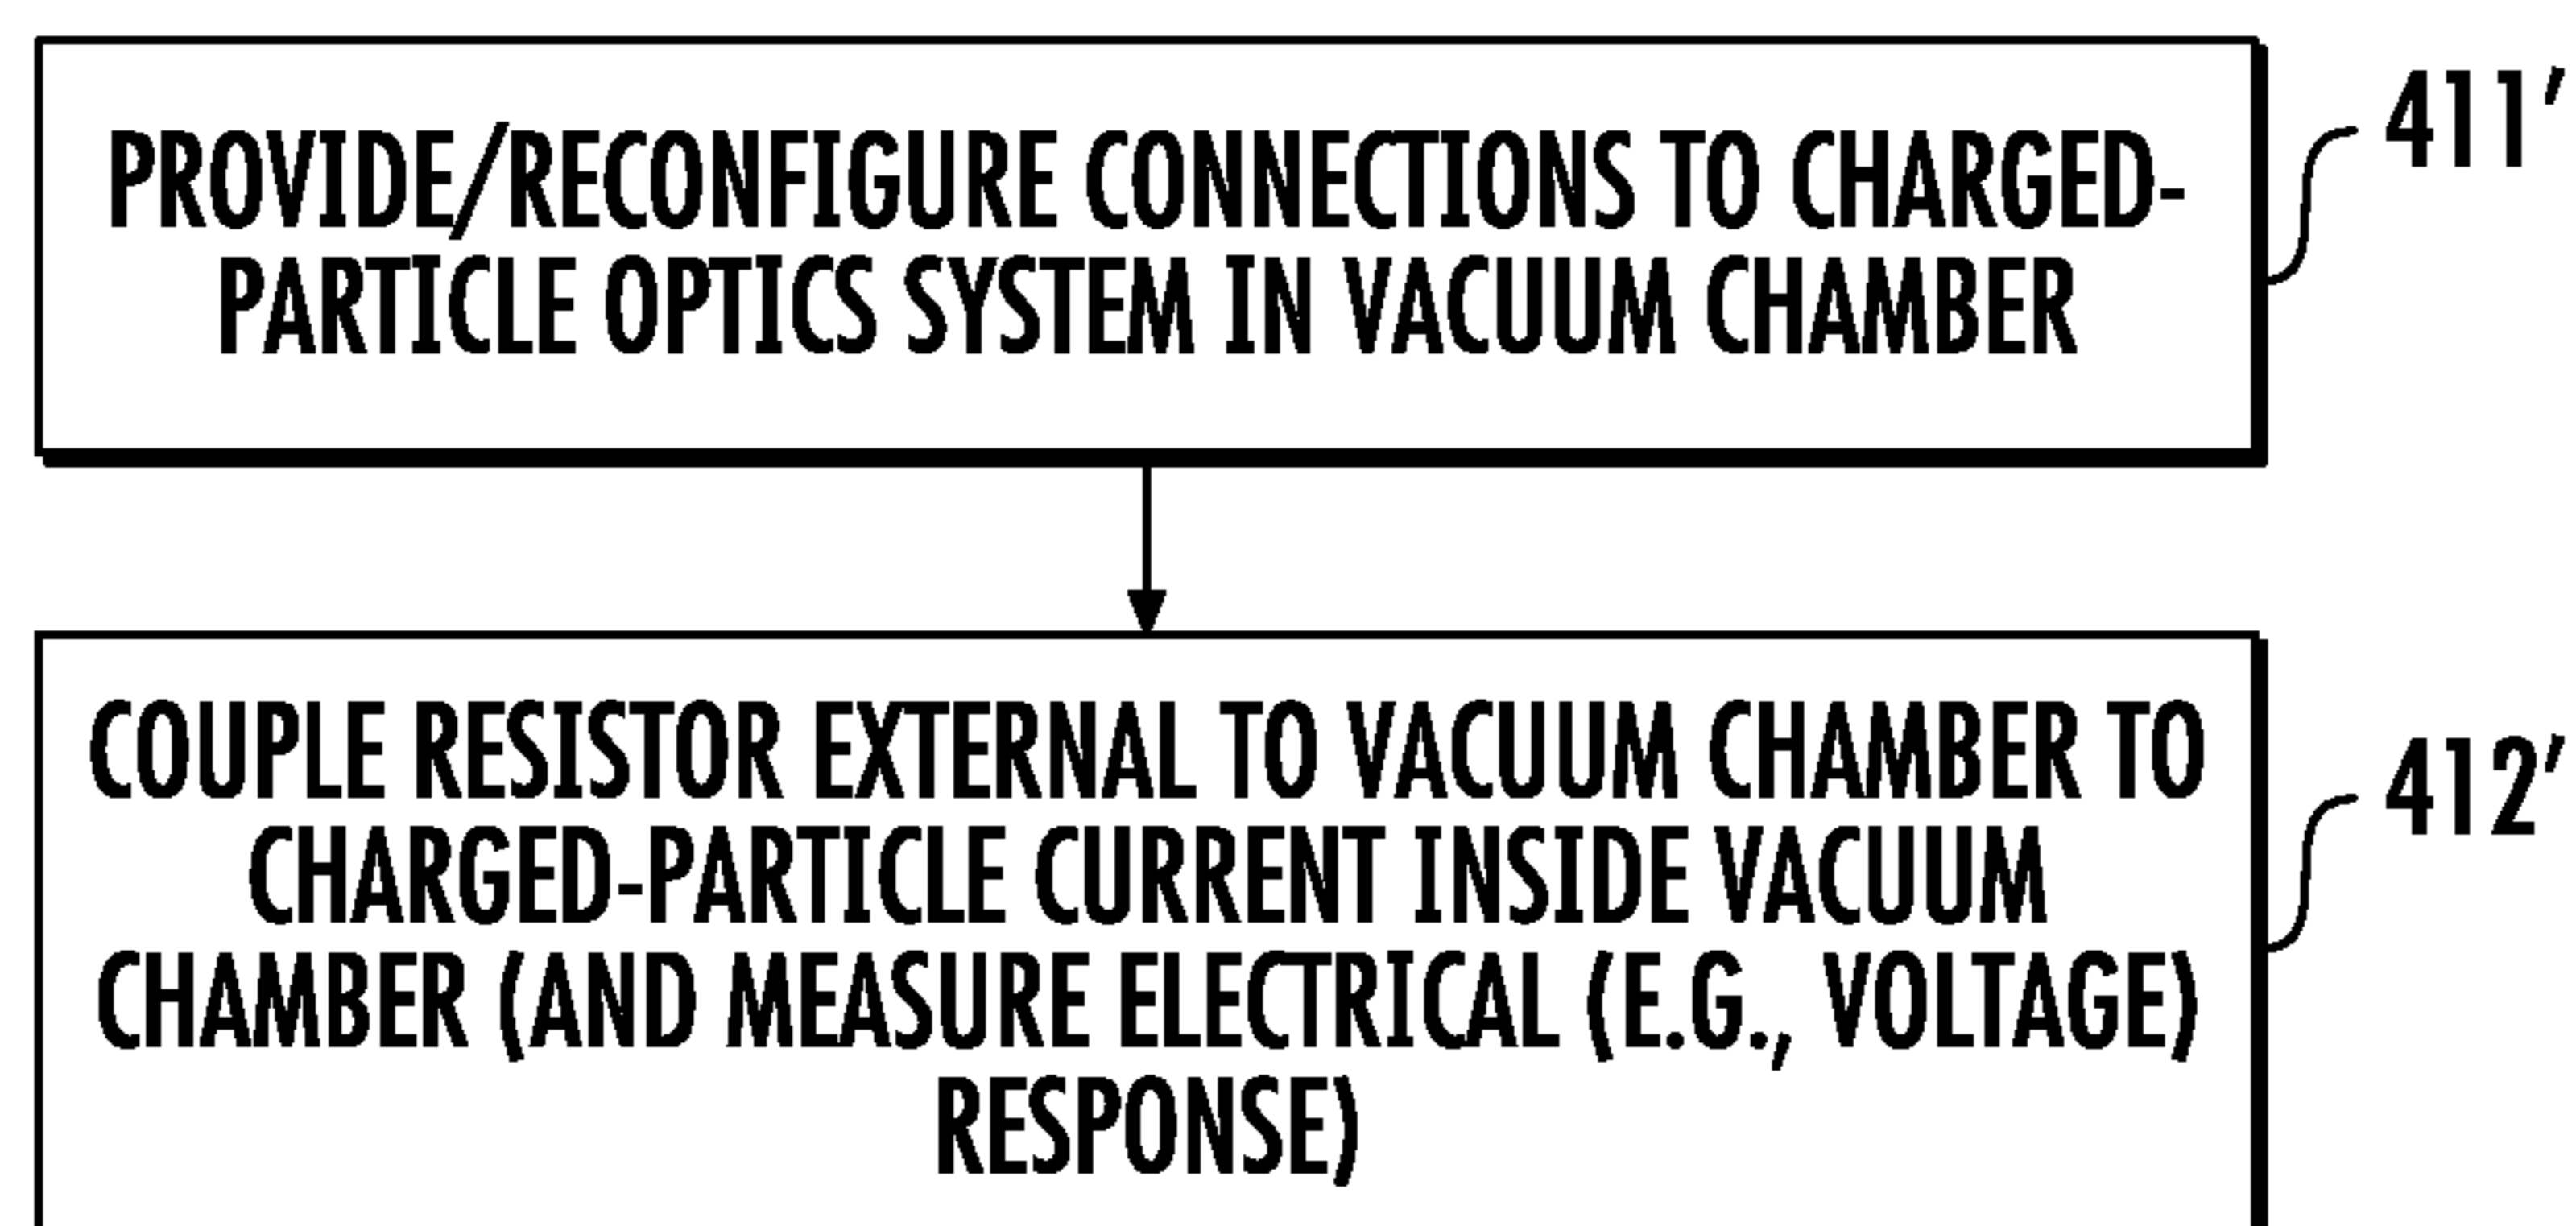 PROVIDE/RECONFIGURE CONNECTIONS TO CHARGED-
PARTICLE OPTICS SYSTEM IN VACUUM CHAMBER
411′
COUPLE RESISTOR EXTERNAL TO VACUUM CHAMBER TO
CHARGED-PARTICLE CURRENT INSIDE VACUUM
CHAMBER (AND MEASURE ELECTRICAL (E.G., VOLTAGE)
RESPONSE)
412′